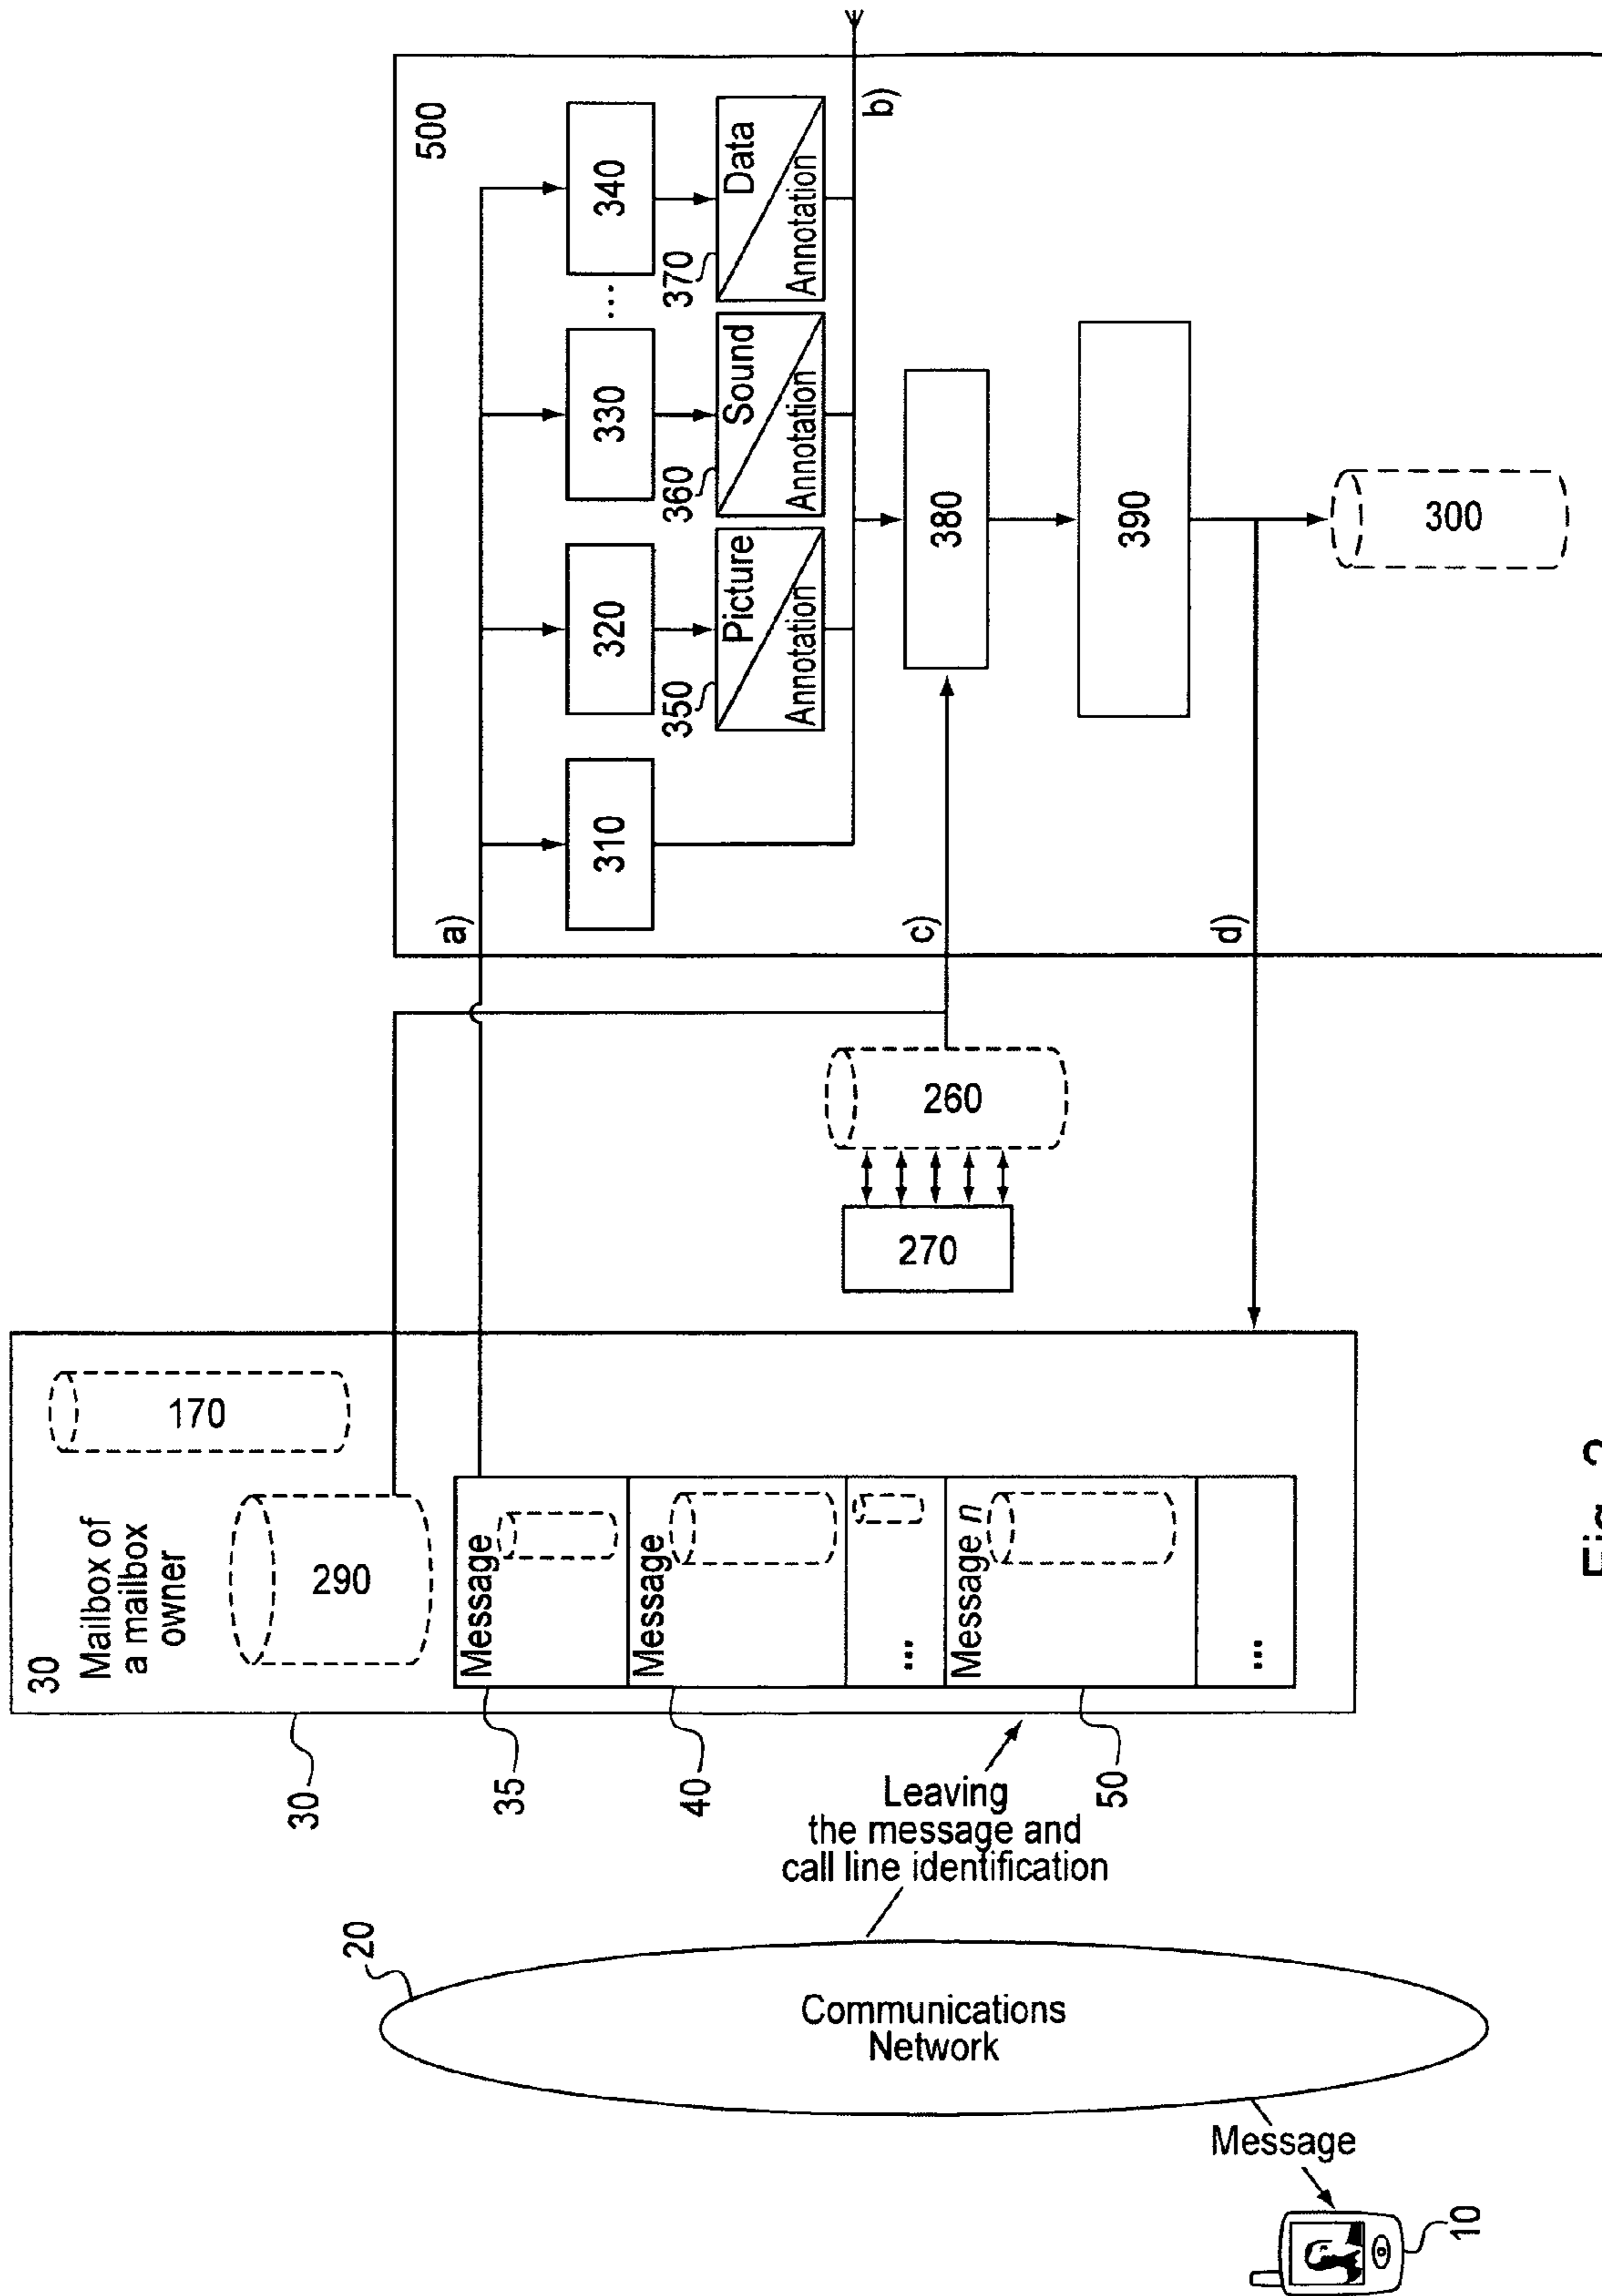 10
Message
20
Communications
Network
Leaving
the message and
call line identification
30
35
40
50
30
Mailbox of
a mailbox
owner
290
170
Message
Message
...
Message n
...
270
260
a)
c)
d)
b)
500
310
320
330
...
340
350
Picture
Annotation
360
Sound
Annotation
370
Data
Annotation
380
390
300